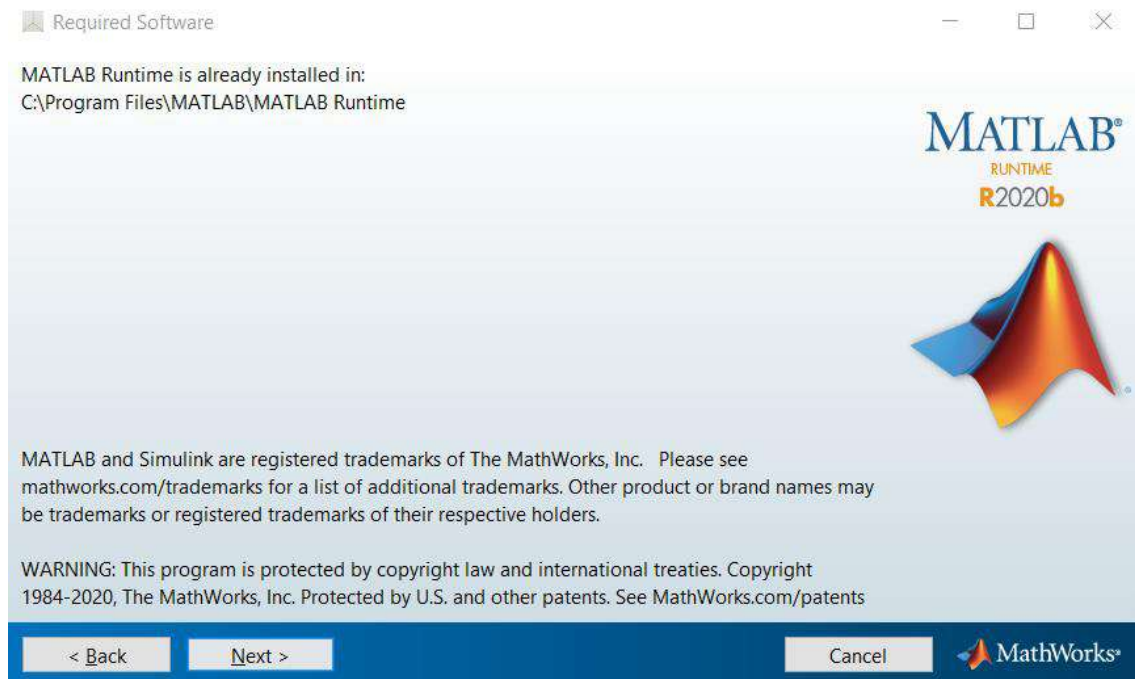 Required Software
MATLAB Runtime is already installed in:
C:\Program Files\MATLAB\MATLAB Runtime
MATLAB®
RUNTIME
R2020b
MATLAB and Simulink are registered trademarks of The MathWorks, Inc.   Please see
mathworks.com/trademarks for a list of additional trademarks. Other product or brand names may
be trademarks or registered trademarks of their respective holders.
WARNING: This program is protected by copyright law and international treaties. Copyright
1984-2020, The MathWorks, Inc. Protected by U.S. and other patents. See MathWorks.com/patents
< Back Next > Cancel MathWorks®